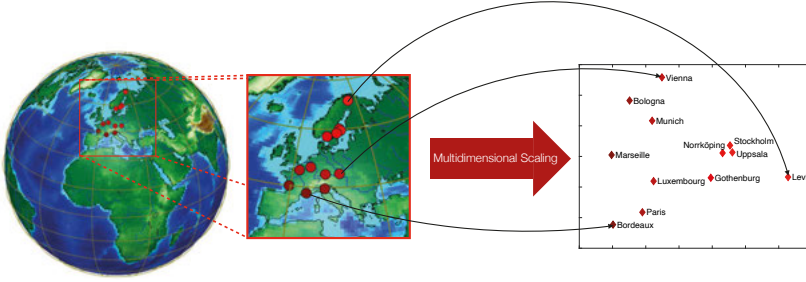 Vienna
Bologna
Munich
Multidimensional Scaling
Stockholm
Norrköping
Uppsala
Marseille
Luxembourg
Gothenburg
Lev
Paris
Bordeaux